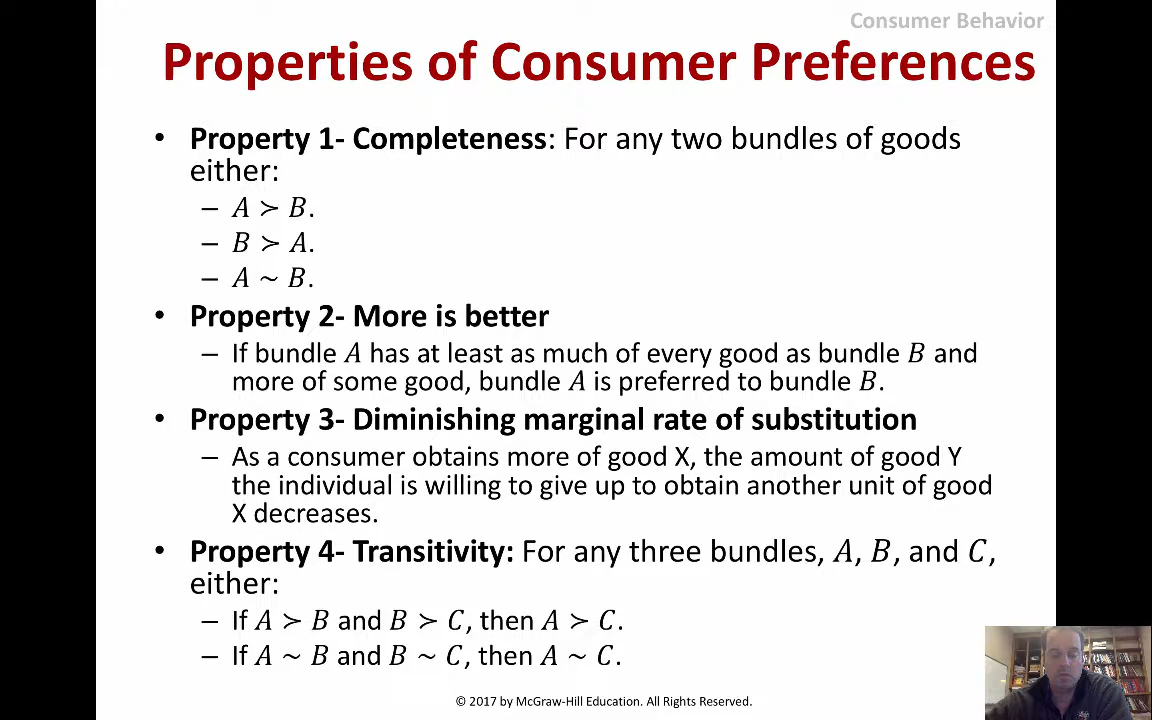 Consumer Behavior
Properties of Consumer Preferences
• Property 1- Completeness: For any two bundles of goods
either:
– A ≻ B.
– B ≻ A.
– A ~ B.
• Property 2- More is better
– If bundle A has at least as much of every good as bundle B and
more of some good, bundle A is preferred to bundle B.
• Property 3- Diminishing marginal rate of substitution
– As a consumer obtains more of good X, the amount of good Y
the individual is willing to give up to obtain another unit of good
X decreases.
• Property 4- Transitivity: For any three bundles, A, B, and C,
either:
– If A ≻ B and B ≻ C, then A ≻ C.
– If A ~ B and B ~ C, then A ~ C.
© 2017 by McGraw-Hill Education. All Rights Reserved.